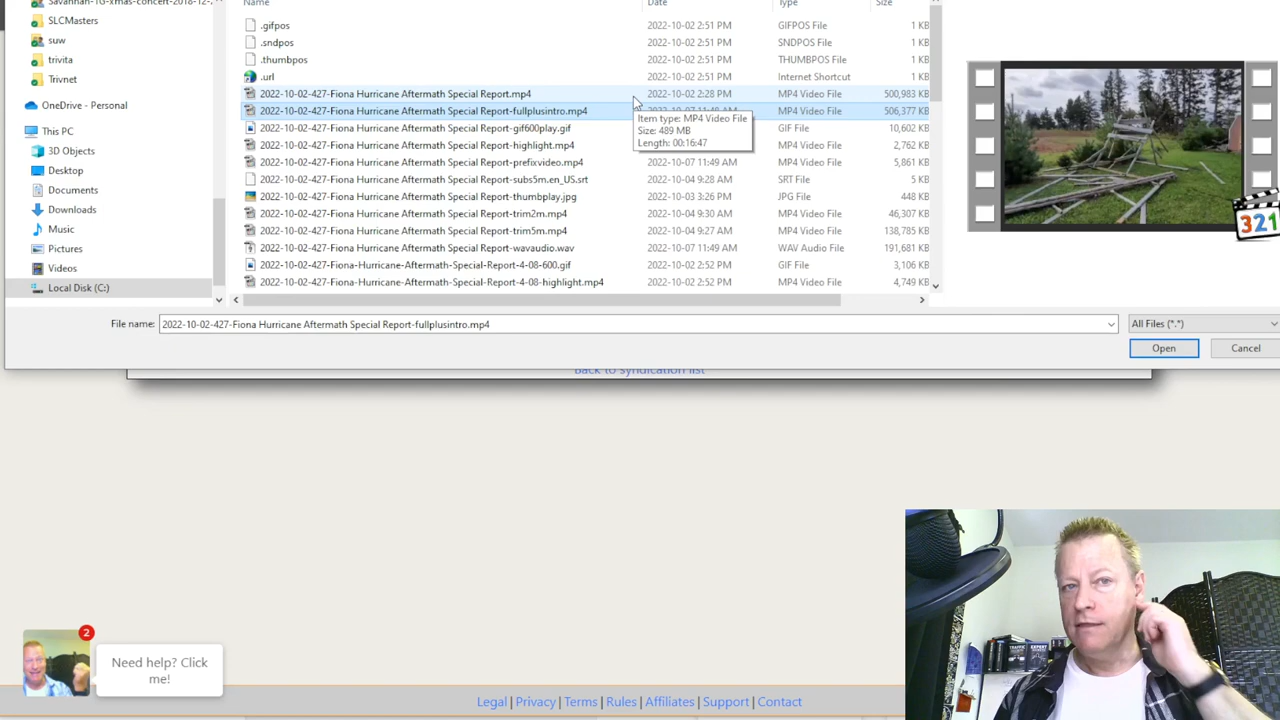 Savannah-TG-xmas-concert-2018-12-
SLCMasters
suw
trivita
Trivnet
OneDrive - Personal
This PC
3D Objects
Desktop
Documents
Downloads
Music
Pictures
Videos
Local Disk (C:)
Name Date Type Size
.gifpos 2022-10-02 2:51 PM GIFPOS File 1 KB
.sndpos 2022-10-02 2:51 PM SNDPOS File 1 KB
.thumbpos 2022-10-02 2:51 PM THUMBPOS File 1 KB
.url 2022-10-02 2:51 PM Internet Shortcut 1 KB
2022-10-02-427-Fiona Hurricane Aftermath Special Report.mp4 2022-10-02 2:28 PM MP4 Video File 500,983 KB
2022-10-02-427-Fiona Hurricane Aftermath Special Report-fullplusintro.mp4 2022-10-07 11:48 AM MP4 Video File 506,377 KB
2022-10-02-427-Fiona Hurricane Aftermath Special Report-gif600play.gif GIF File 10,602 KB
2022-10-02-427-Fiona Hurricane Aftermath Special Report-highlight.mp4 MP4 Video File 2,762 KB
2022-10-02-427-Fiona Hurricane Aftermath Special Report-prefixvideo.mp4 2022-10-07 11:49 AM MP4 Video File 5,861 KB
2022-10-02-427-Fiona Hurricane Aftermath Special Report-subs5m.en_US.srt 2022-10-04 9:28 AM SRT File 5 KB
2022-10-02-427-Fiona Hurricane Aftermath Special Report-thumbplay.jpg 2022-10-03 3:26 PM JPG File 448 KB
2022-10-02-427-Fiona Hurricane Aftermath Special Report-trim2m.mp4 2022-10-04 9:30 AM MP4 Video File 46,307 KB
2022-10-02-427-Fiona Hurricane Aftermath Special Report-trim5m.mp4 2022-10-04 9:27 AM MP4 Video File 138,785 KB
2022-10-02-427-Fiona Hurricane Aftermath Special Report-wavaudio.wav 2022-10-07 11:49 AM WAV Audio File 191,681 KB
2022-10-02-427-Fiona-Hurricane-Aftermath-Special-Report-4-08-600.gif 2022-10-02 2:52 PM GIF File 3,106 KB
2022-10-02-427-Fiona-Hurricane-Aftermath-Special-Report-4-08-highlight.mp4 2022-10-02 2:52 PM MP4 Video File 4,749 KB
Item type: MP4 Video File
Size: 489 MB
Length: 00:16:47
321
File name: 2022-10-02-427-Fiona Hurricane Aftermath Special Report-fullplusintro.mp4 All Files (*.*)
Open Cancel
Back to syndication list
2
Need help? Click
me!
Legal | Privacy | Terms | Rules | Affiliates | Support | Contact